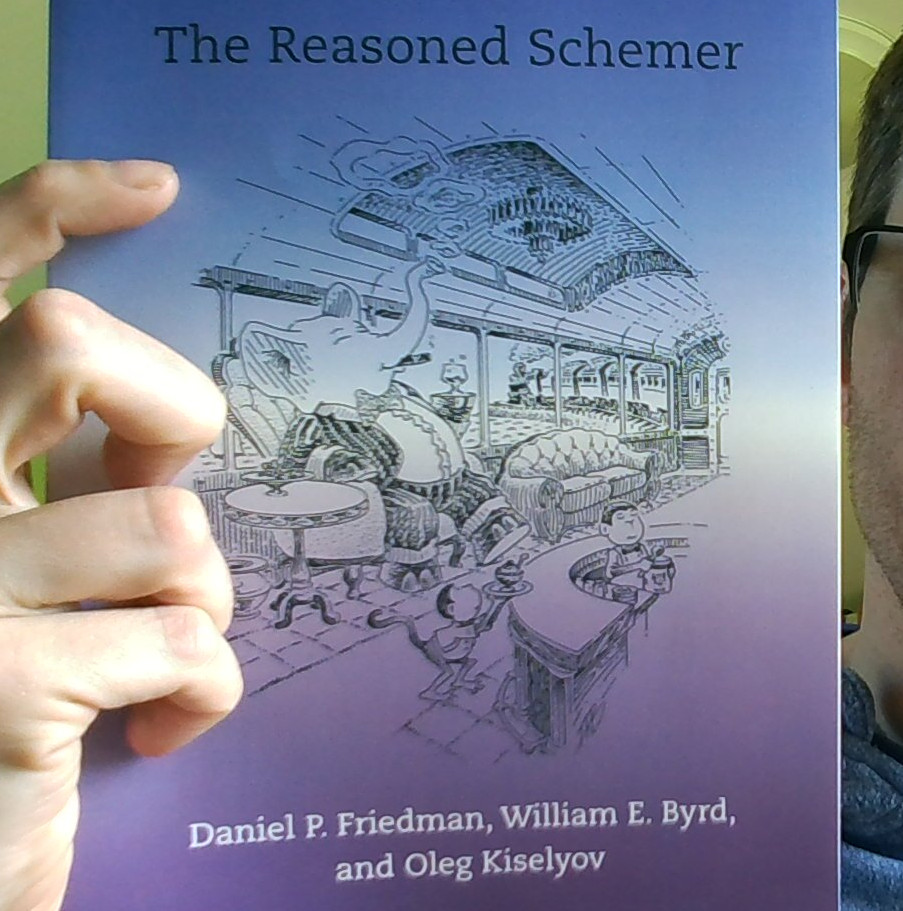 The Reasoned Schemer
Daniel P. Friedman, William E. Byrd,
and Oleg Kiselyov